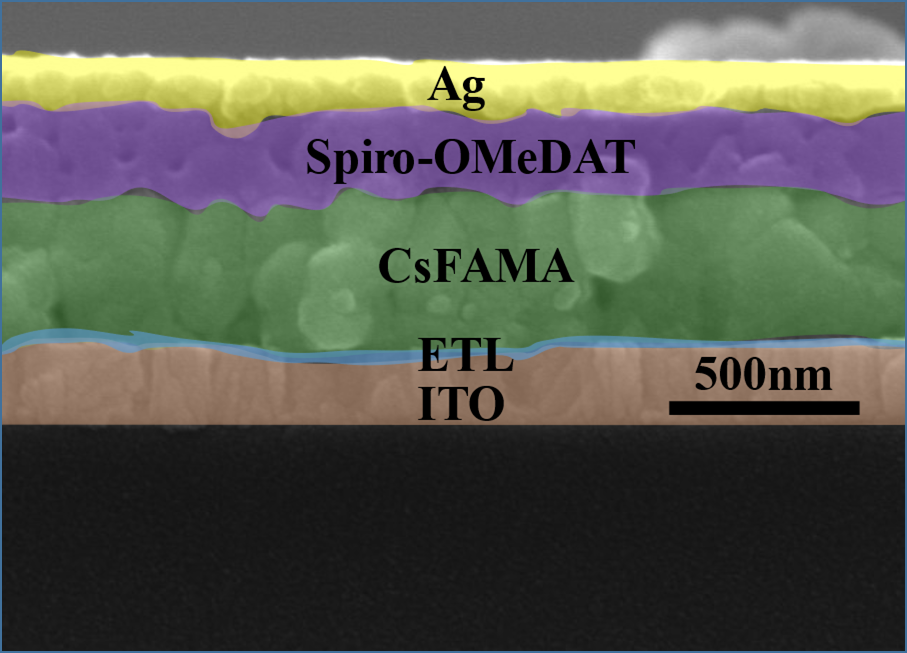 Ag
Spiro-OMeDAT
CsFAMA
ETL
500nm
ITO